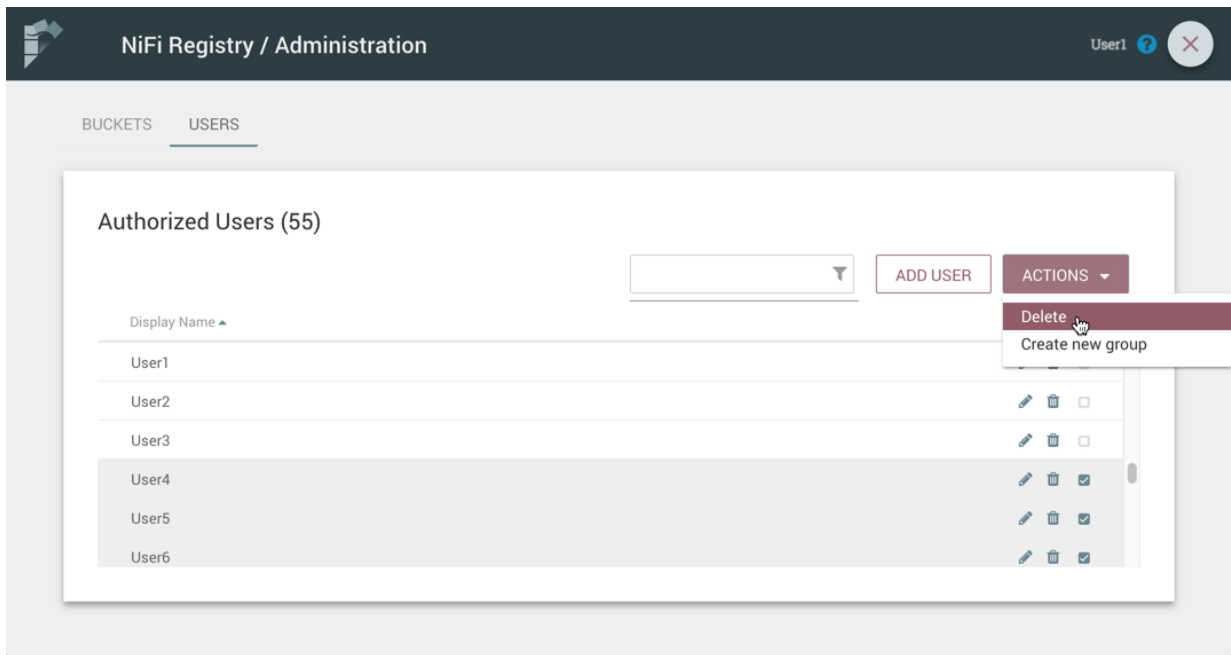 NiFi Registry / Administration
User1 ?
BUCKETS USERS
Authorized Users (55)
ADD USER ACTIONS
Delete
Create new group
Display Name
User1
User2
User3
User4
User5
User6